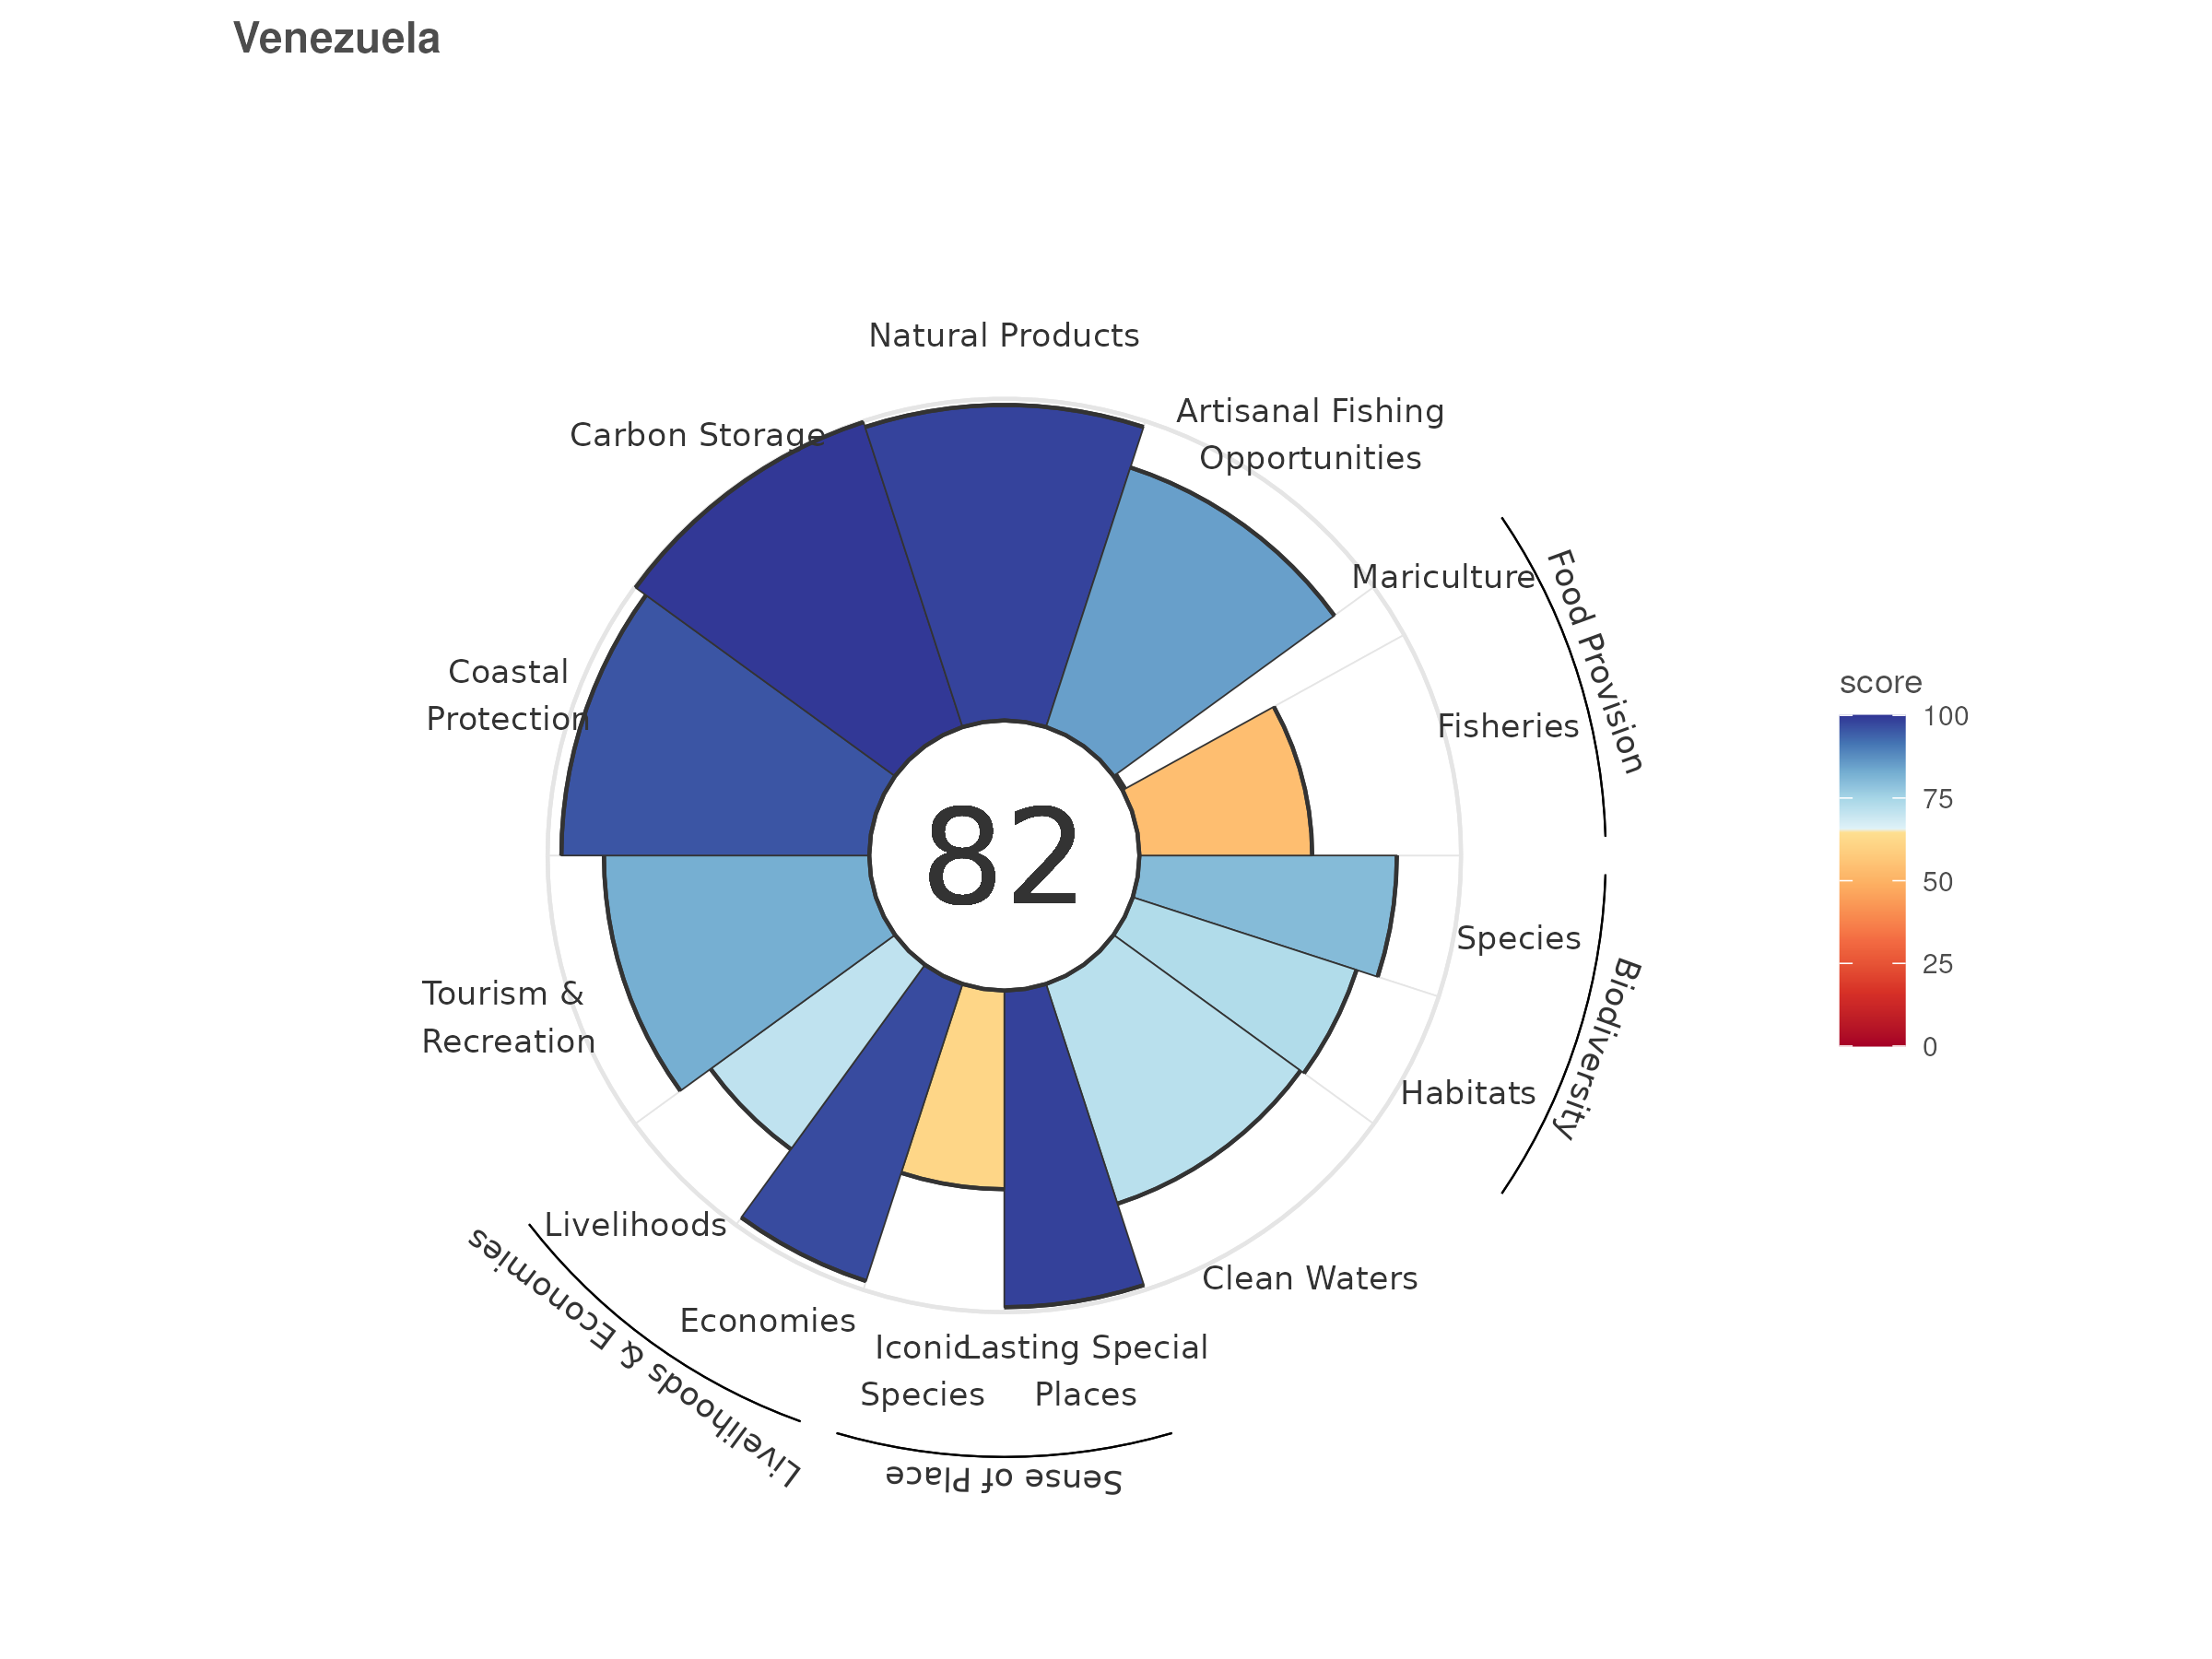 Venezuela
Natural Products
Artisanal Fishing
Opportunities
Carbon Storage
Mariculture
Food Provision
Coastal
Protection
Fisheries
82
score
100
75
50
25
0
Species
Biodiversity
Tourism &
Recreation
Habitats
Livelihoods
Livelihoods & Economies
Clean Waters
Economies
Iconic
Species
Lasting Special
Places
Sense of Place